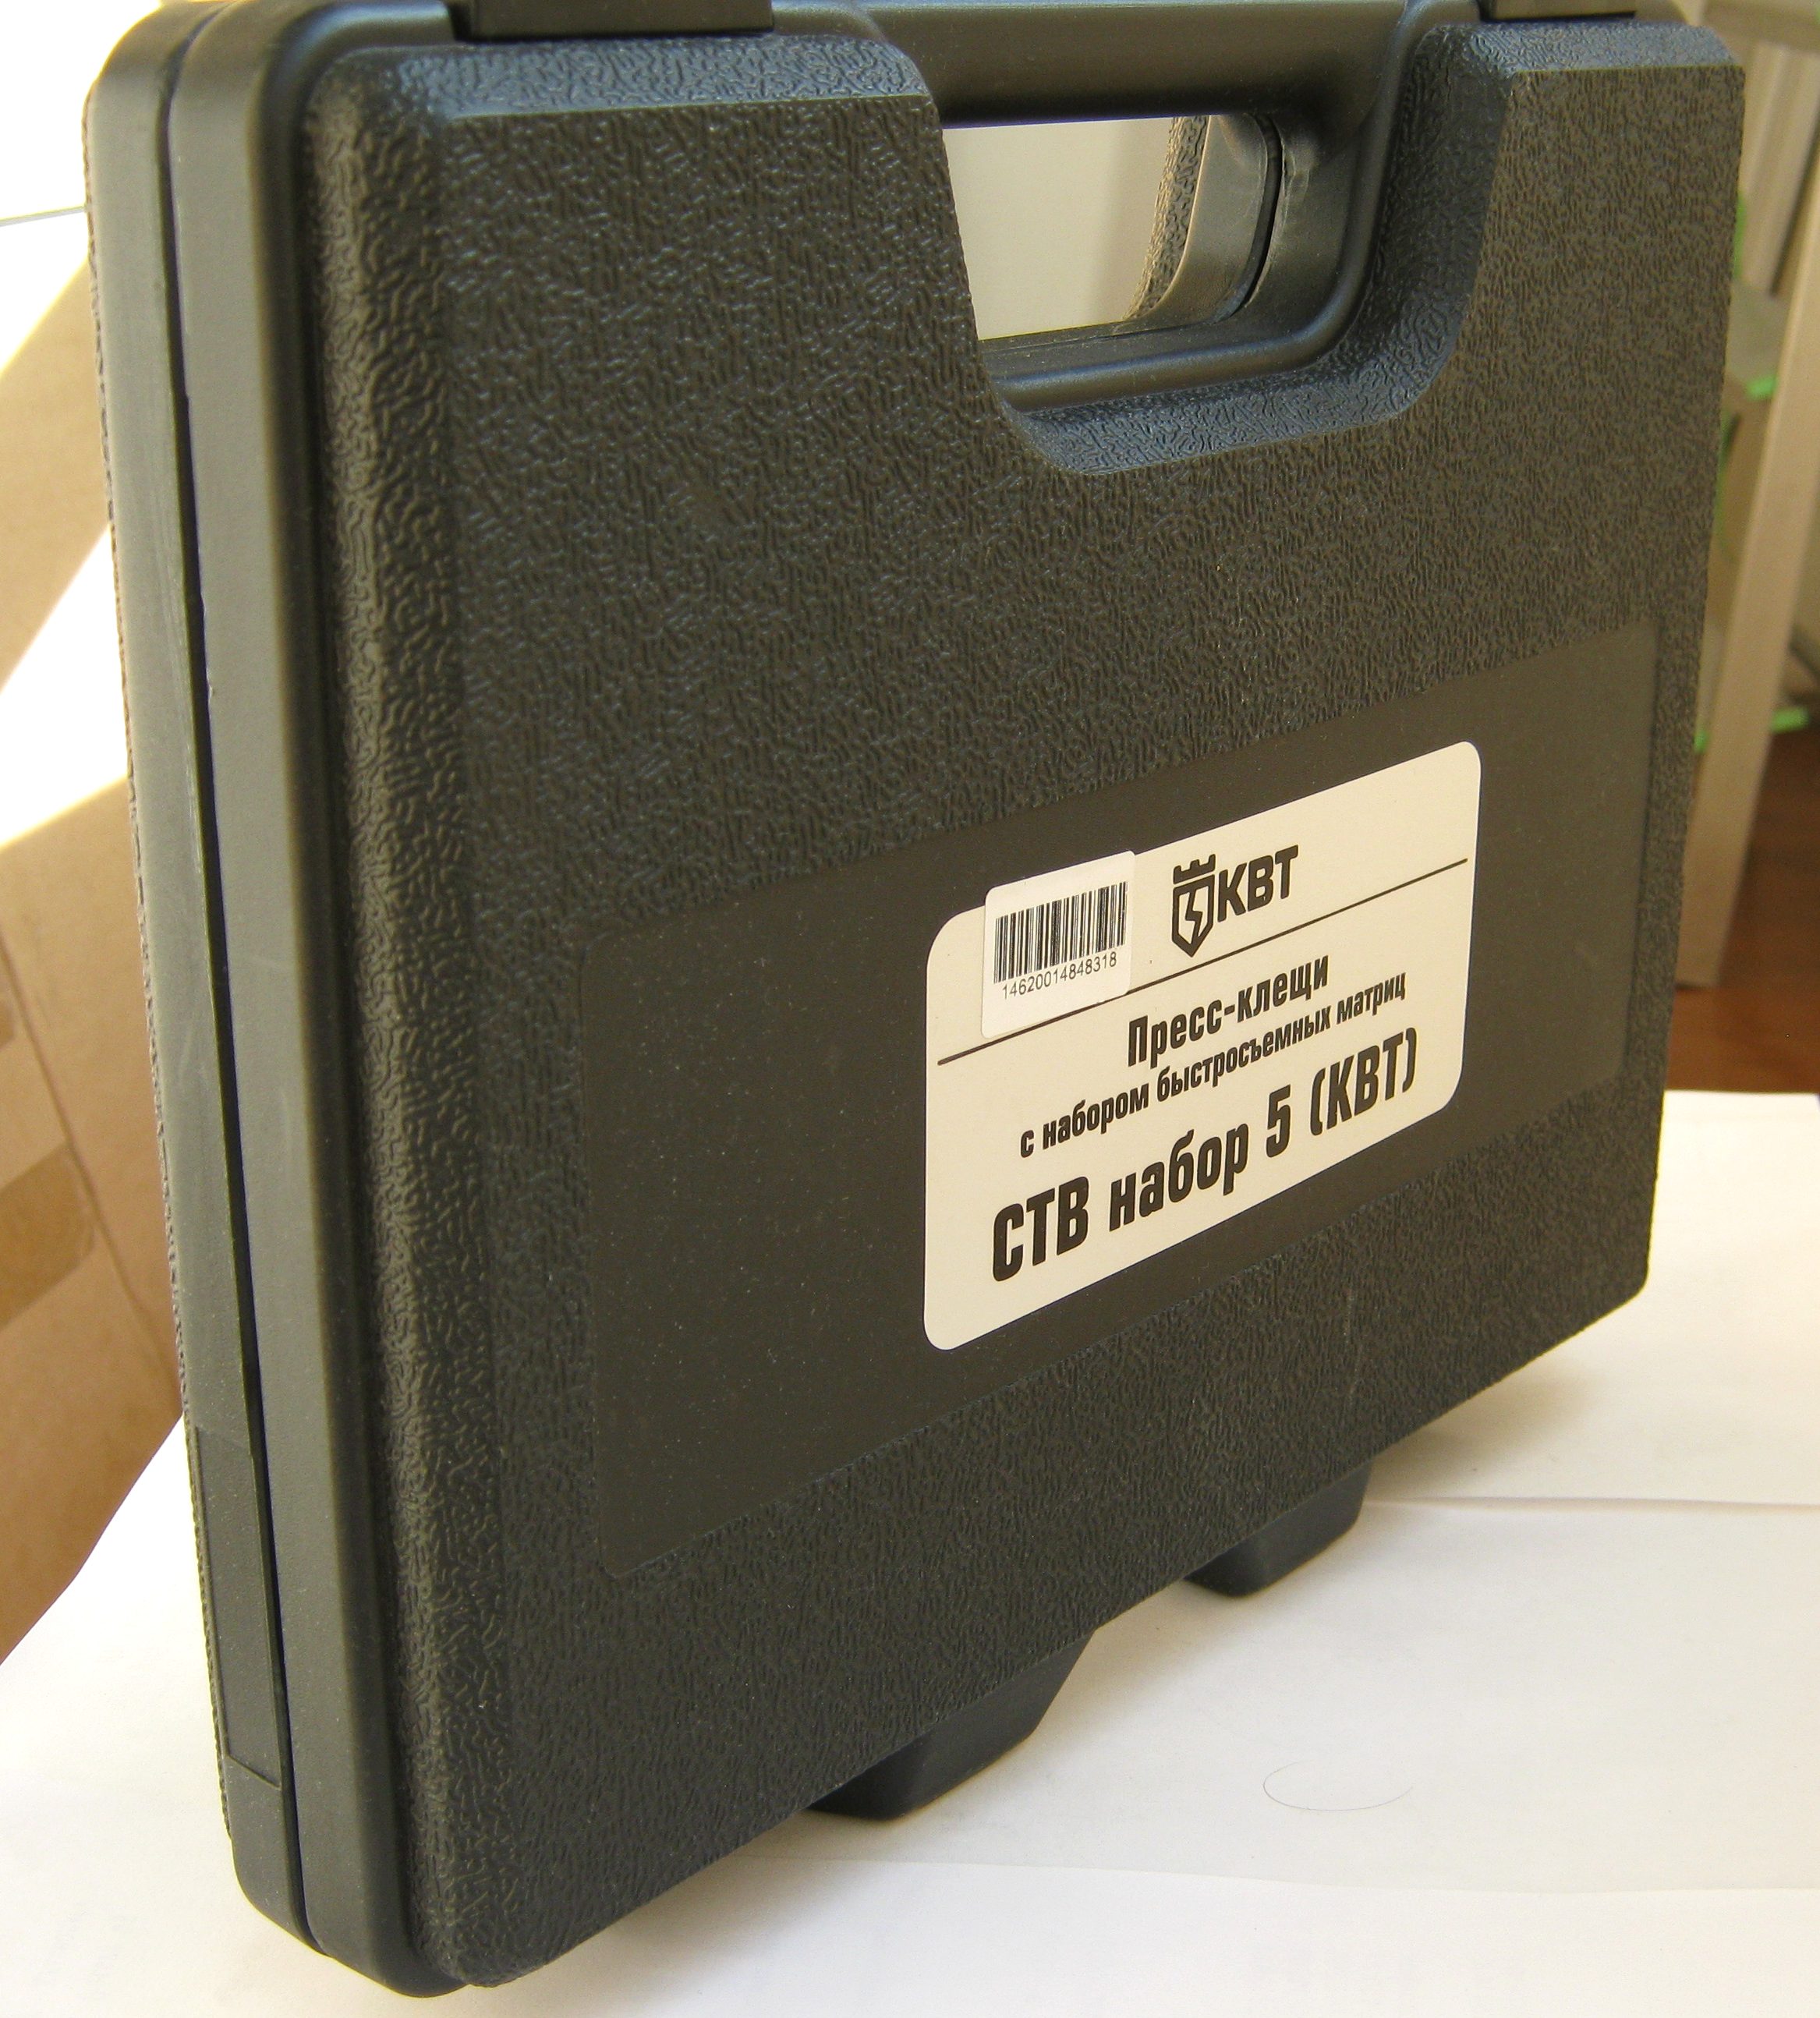 КВТ
14620014848318
Пресс-клещи
с набором быстросъемных матриц
СТВ набор 5 (КВТ)